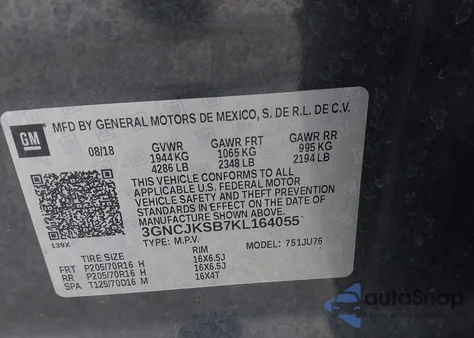 GM
MFD BY GENERAL MOTORS DE MEXICO, S. DE R.L. DE C.V.
08/18 GVWR GAWR FRT GAWR RR
1944 KG 1065 KG 995 KG
4286 LB 2348 LB 2194 LB
THIS VEHICLE CONFORMS TO ALL
APPLICABLE U.S. FEDERAL MOTOR
VEHICLE SAFETY AND THEFT PREVENTION
STANDARDS IN EFFECT ON THE DATE OF
MANUFACTURE SHOWN ABOVE.
139X
3GNCJKSB7KL164055
TYPE: M.P.V. MODEL: 751JU76
TIRE SIZE RIM
FRT P205/70R16 H 16X6.5J
RR P205/70R16 H 16X6.5J
SPA T125/70D16 M 16X4T
autoSnap